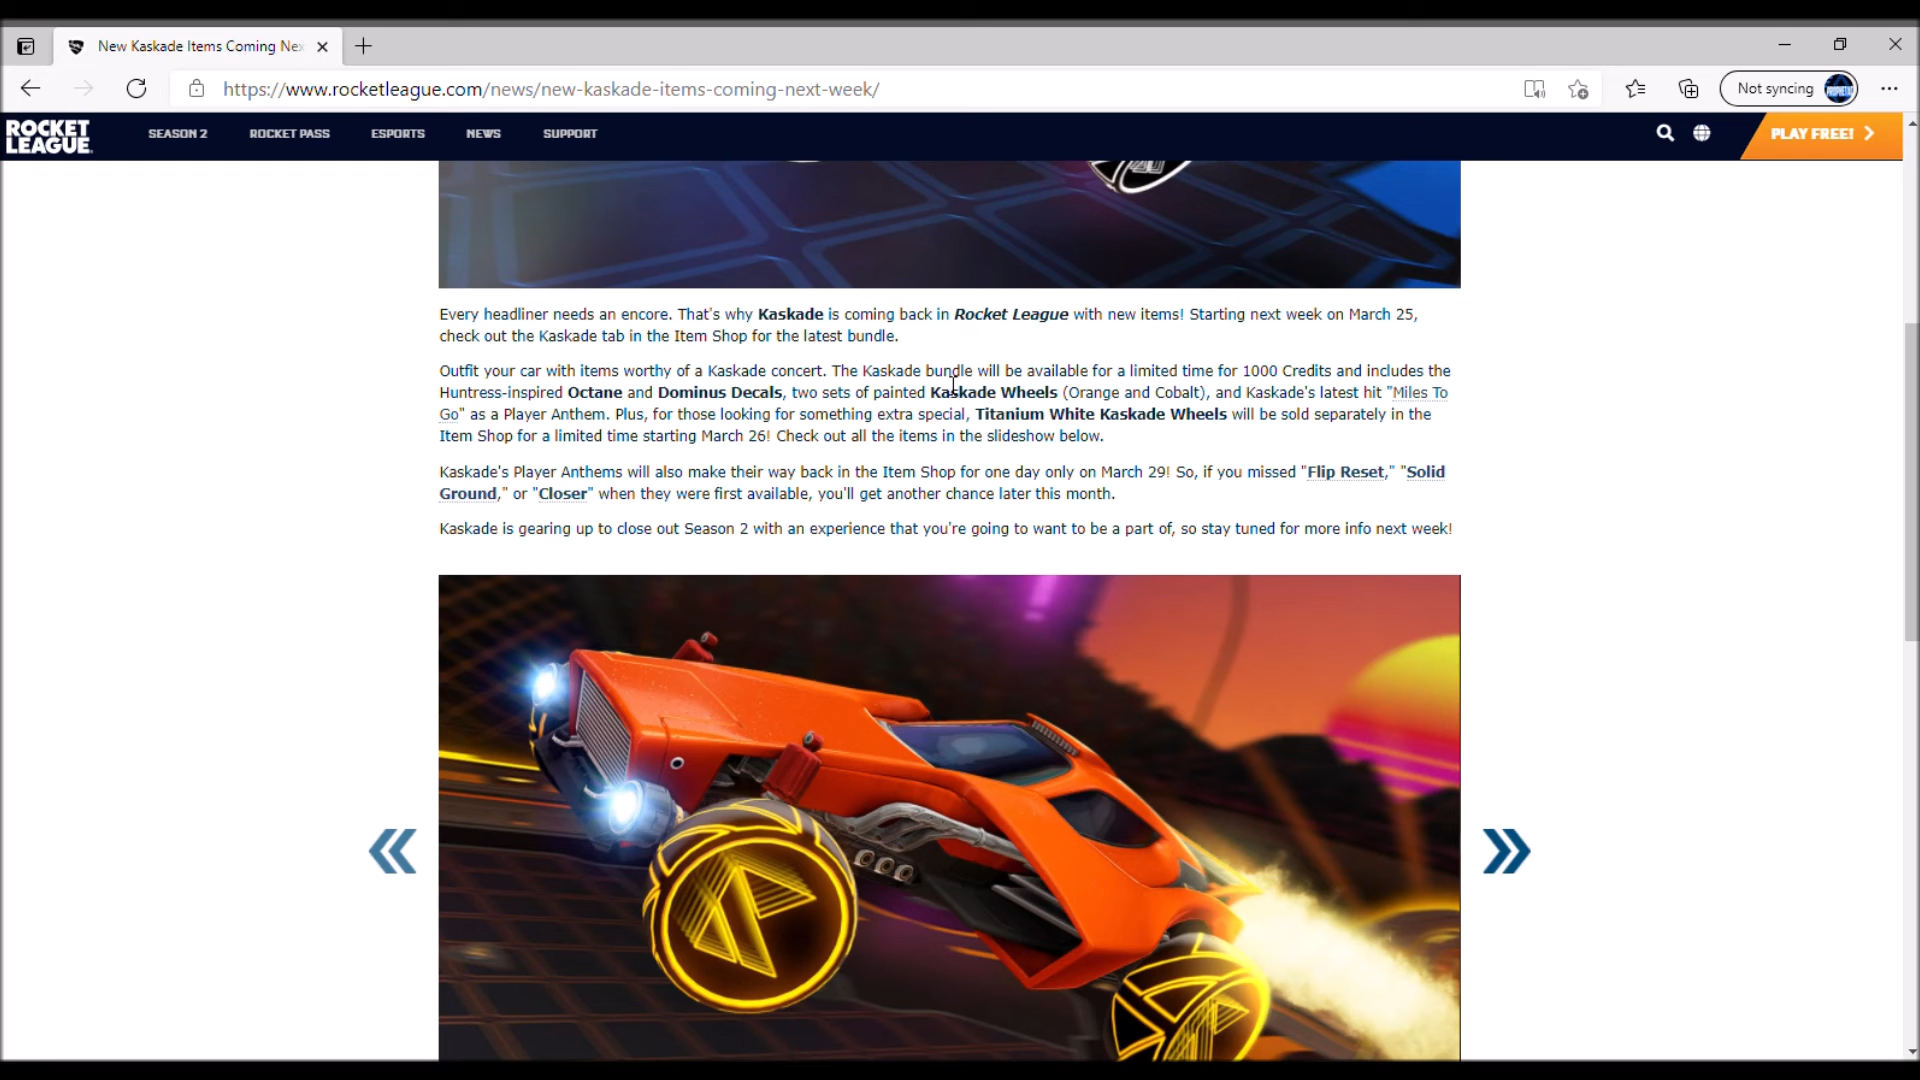 New Kaskade Items Coming Nex
https://www.rocketleague.com/news/new-kaskade-items-coming-next-week/
Not syncing
ROCKET
LEAGUE
SEASON 2
ROCKET PASS
ESPORTS
NEWS
SUPPORT
PLAY FREE!
Every headliner needs an encore. That's why Kaskade is coming back in Rocket League with new items! Starting next week on March 25,
check out the Kaskade tab in the Item Shop for the latest bundle.
Outfit your car with items worthy of a Kaskade concert. The Kaskade bundle will be available for a limited time for 1000 Credits and includes the
Huntress-inspired Octane and Dominus Decals, two sets of painted Kaskade Wheels (Orange and Cobalt), and Kaskade's latest hit "Miles To
Go" as a Player Anthem. Plus, for those looking for something extra special, Titanium White Kaskade Wheels will be sold separately in the
Item Shop for a limited time starting March 26! Check out all the items in the slideshow below.
Kaskade's Player Anthems will also make their way back in the Item Shop for one day only on March 29! So, if you missed "Flip Reset," "Solid
Ground," or "Closer" when they were first available, you'll get another chance later this month.
Kaskade is gearing up to close out Season 2 with an experience that you're going to want to be a part of, so stay tuned for more info next week!